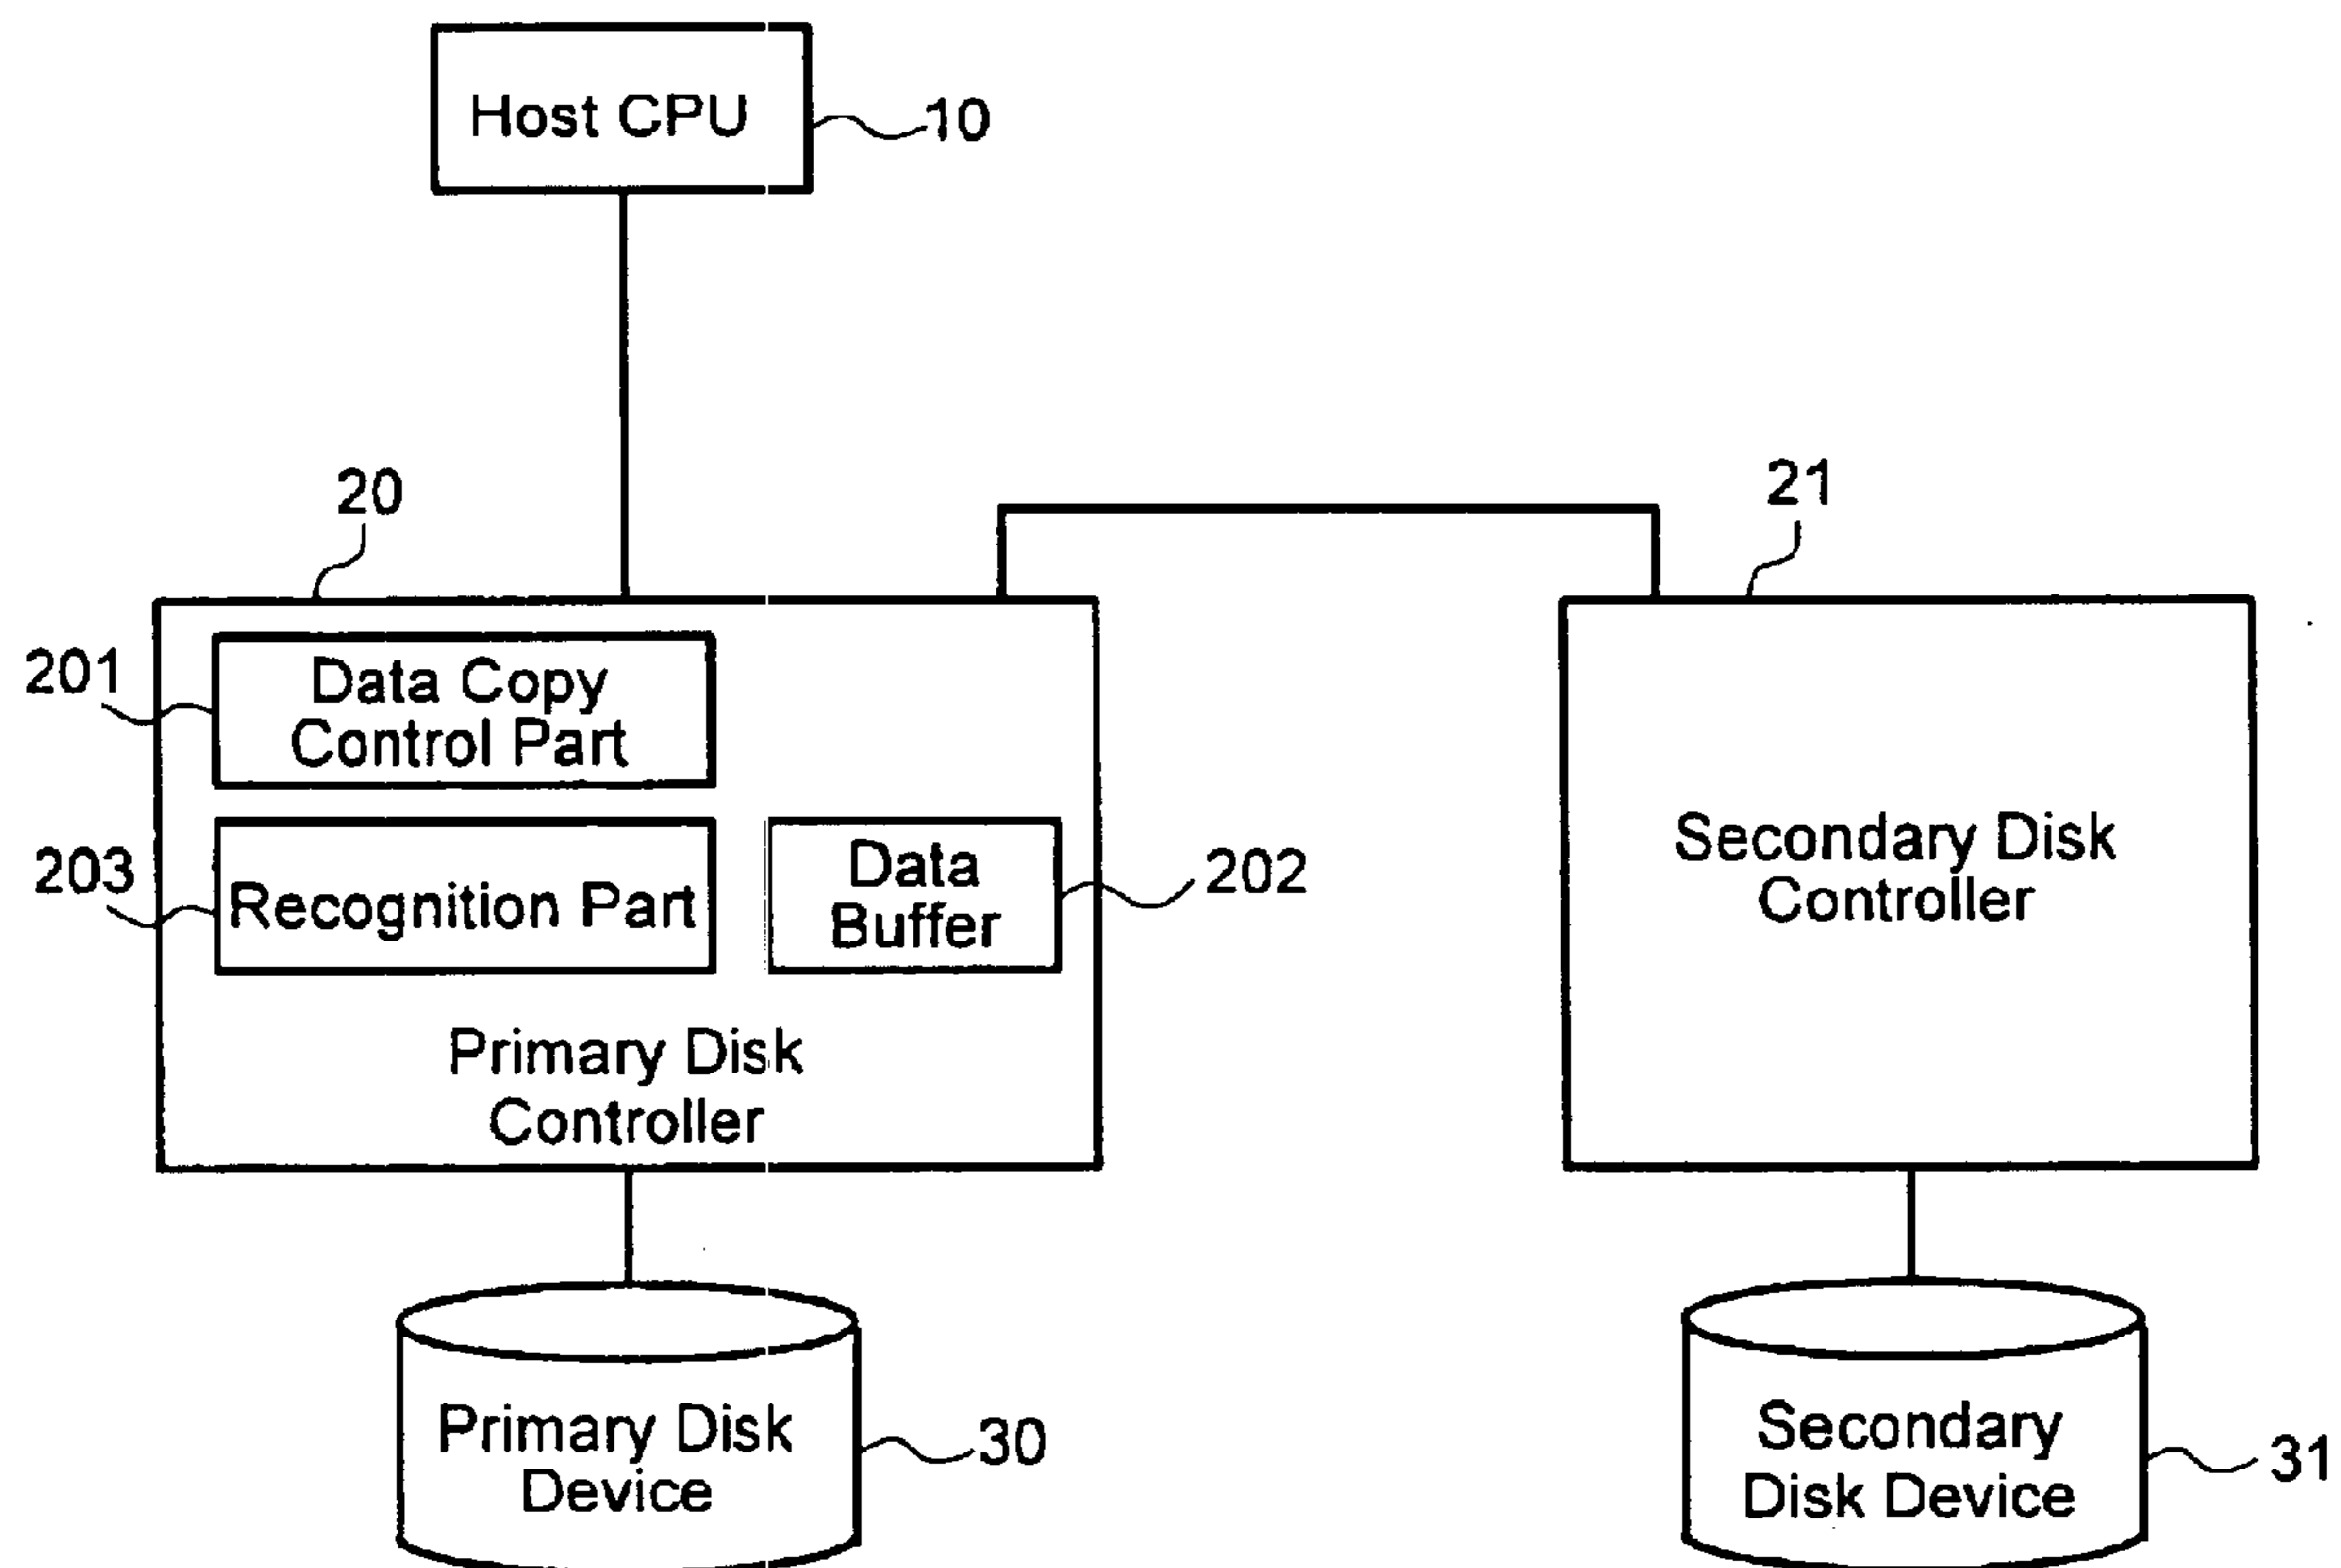 Host CPU
10
20
21
201
Data Copy
Control Part
203
Recognition Part
Data
Buffer
202
Primary Disk
Controller
Secondary Disk
Controller
Primary Disk
Device
30
Secondary
Disk Device
31